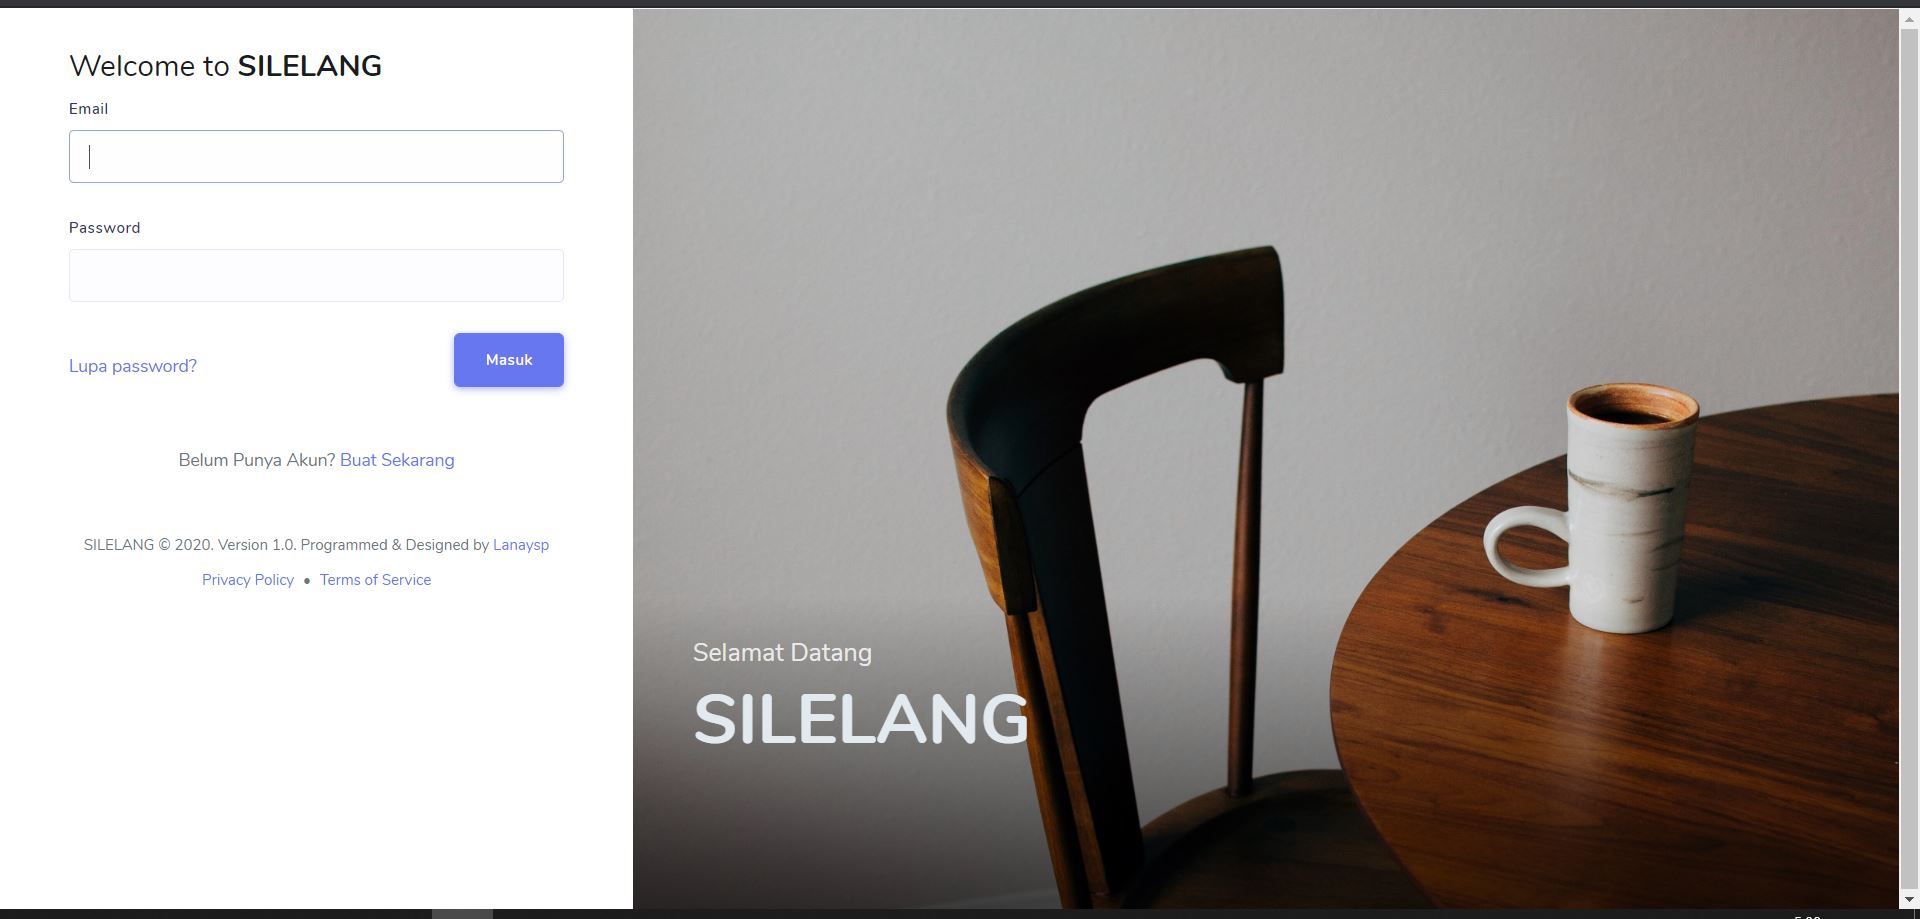 Welcome to SILELANG
Email
Password
Lupa password?
Masuk
Belum Punya Akun? Buat Sekarang
SILELANG © 2020. Version 1.0. Programmed & Designed by Lanaysp
Privacy Policy • Terms of Service
Selamat Datang
SILELANG